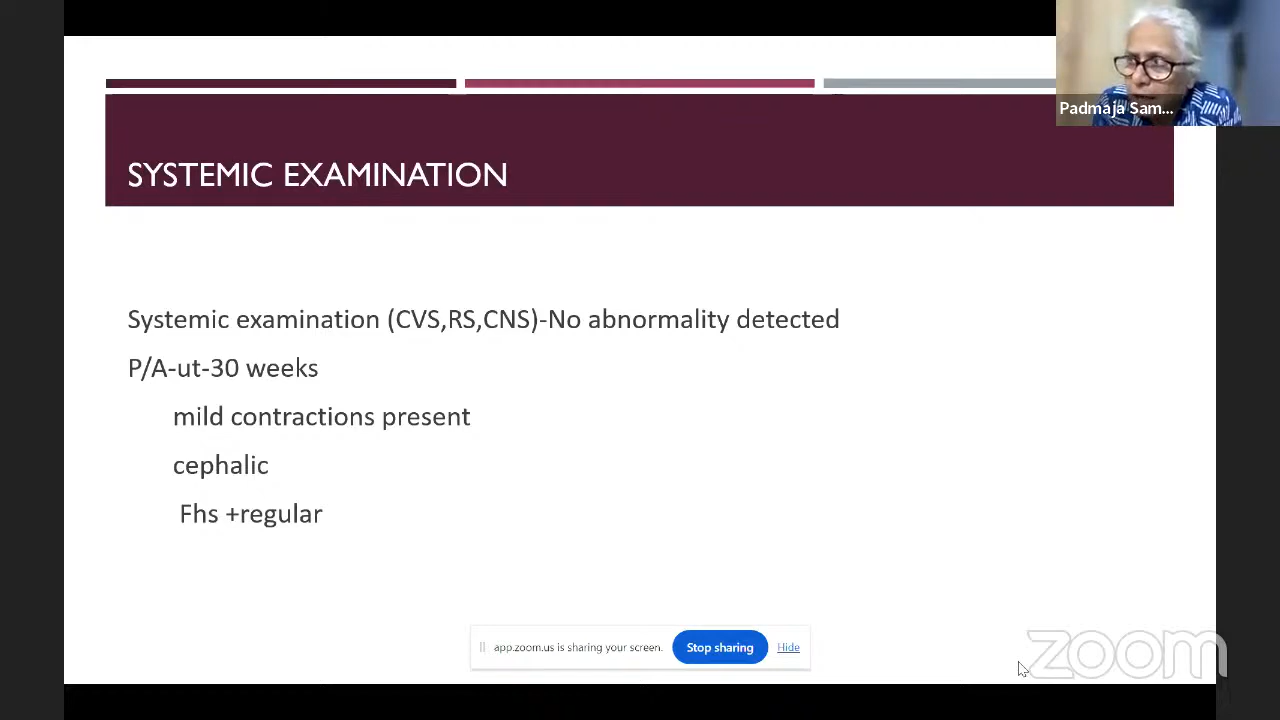 Padmaja Sam...
SYSTEMIC EXAMINATION
Systemic examination (CVS,RS,CNS)-No abnormality detected
P/A-ut-30 weeks
mild contractions present
cephalic
Fhs +regular
app.zoom.us is sharing your screen. Stop sharing Hide
zoom